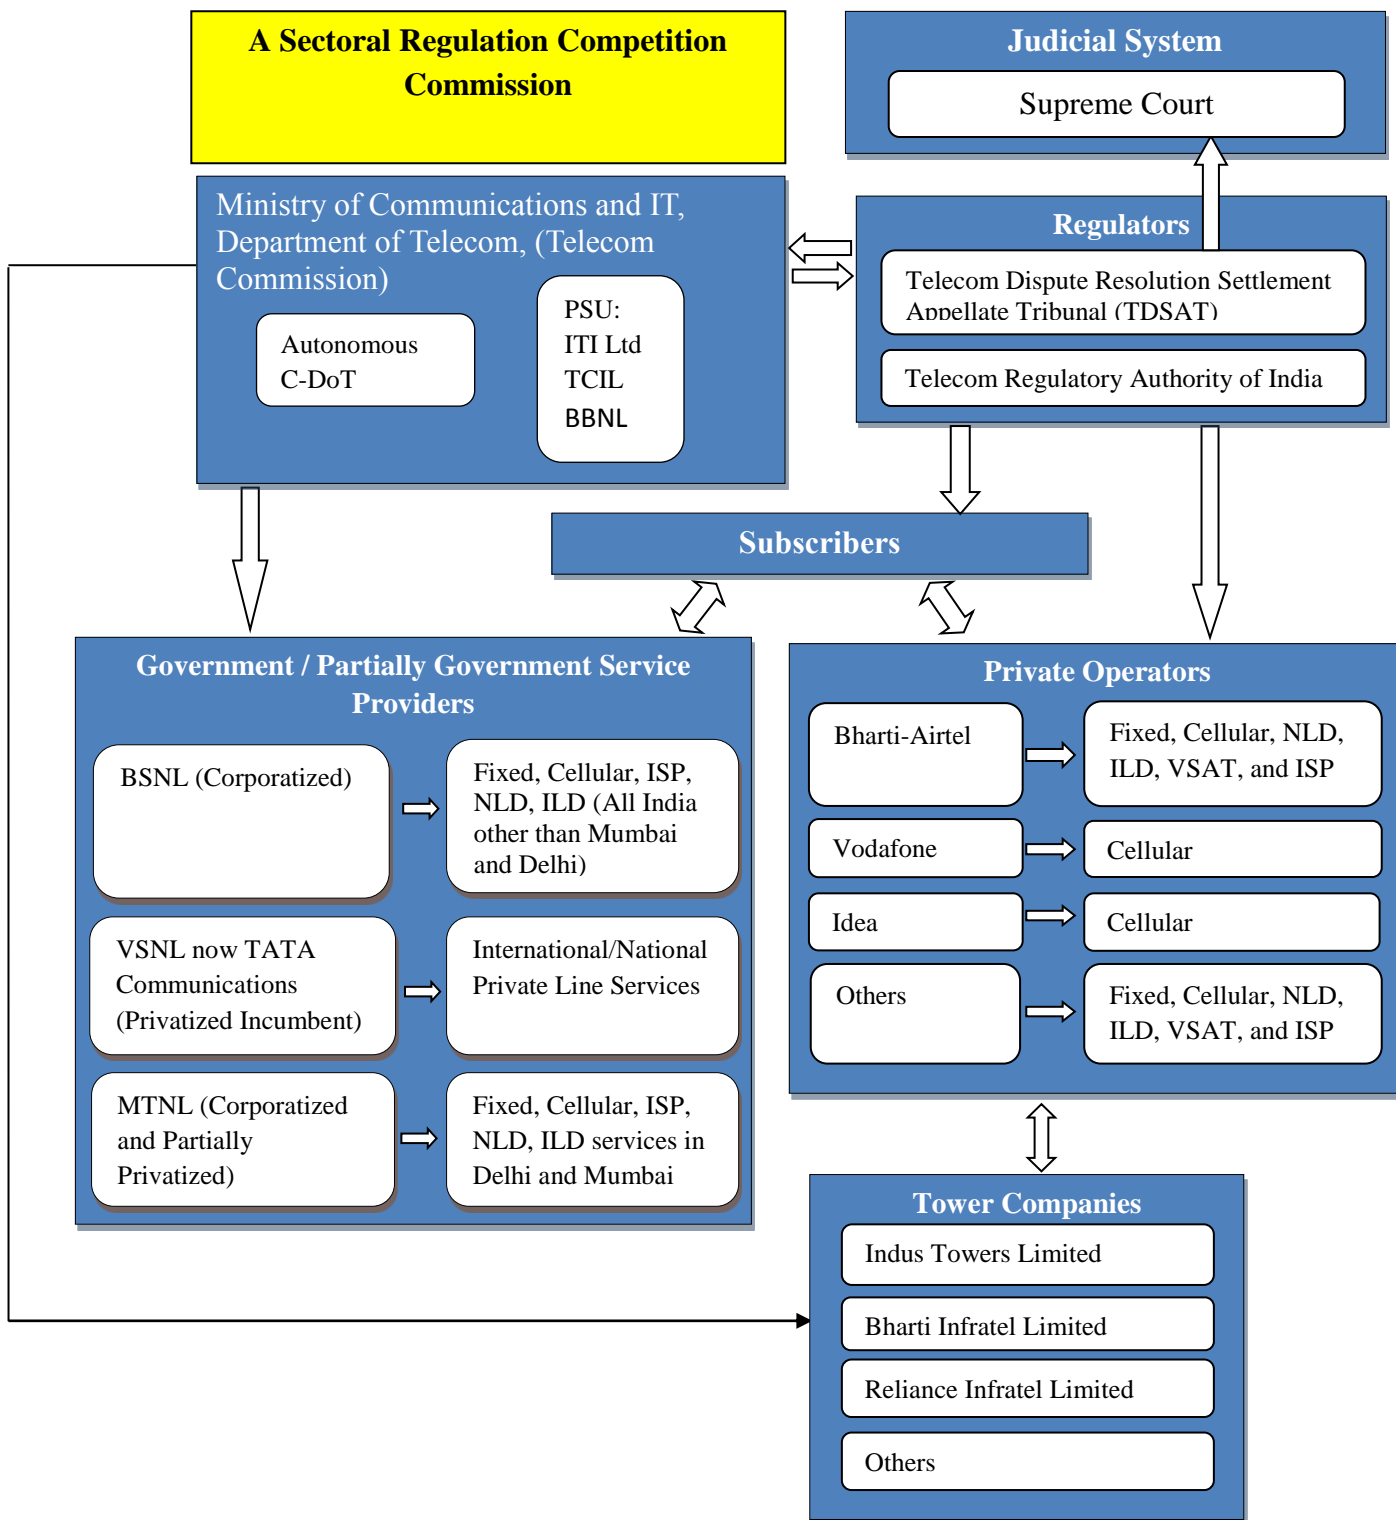 A Sectoral Regulation Competition
Commission
Judicial System
Supreme Court
Ministry of Communications and IT,
Department of Telecom, (Telecom
Commission)
Autonomous
C-DoT
PSU:
ITI Ltd
TCIL
BBNL
Regulators
Telecom Dispute Resolution Settlement
Appellate Tribunal (TDSAT)
Telecom Regulatory Authority of India
Subscribers
Government / Partially Government Service
Providers
BSNL (Corporatized)
Fixed, Cellular, ISP,
NLD, ILD (All India
other than Mumbai
and Delhi)
VSNL now TATA
Communications
(Privatized Incumbent)
International/National
Private Line Services
MTNL (Corporatized
and Partially
Privatized)
Fixed, Cellular, ISP,
NLD, ILD services in
Delhi and Mumbai
Private Operators
Bharti-Airtel
Fixed, Cellular, NLD,
ILD, VSAT, and ISP
Vodafone
Cellular
Idea
Cellular
Others
Fixed, Cellular, NLD,
ILD, VSAT, and ISP
Tower Companies
Indus Towers Limited
Bharti Infratel Limited
Reliance Infratel Limited
Others